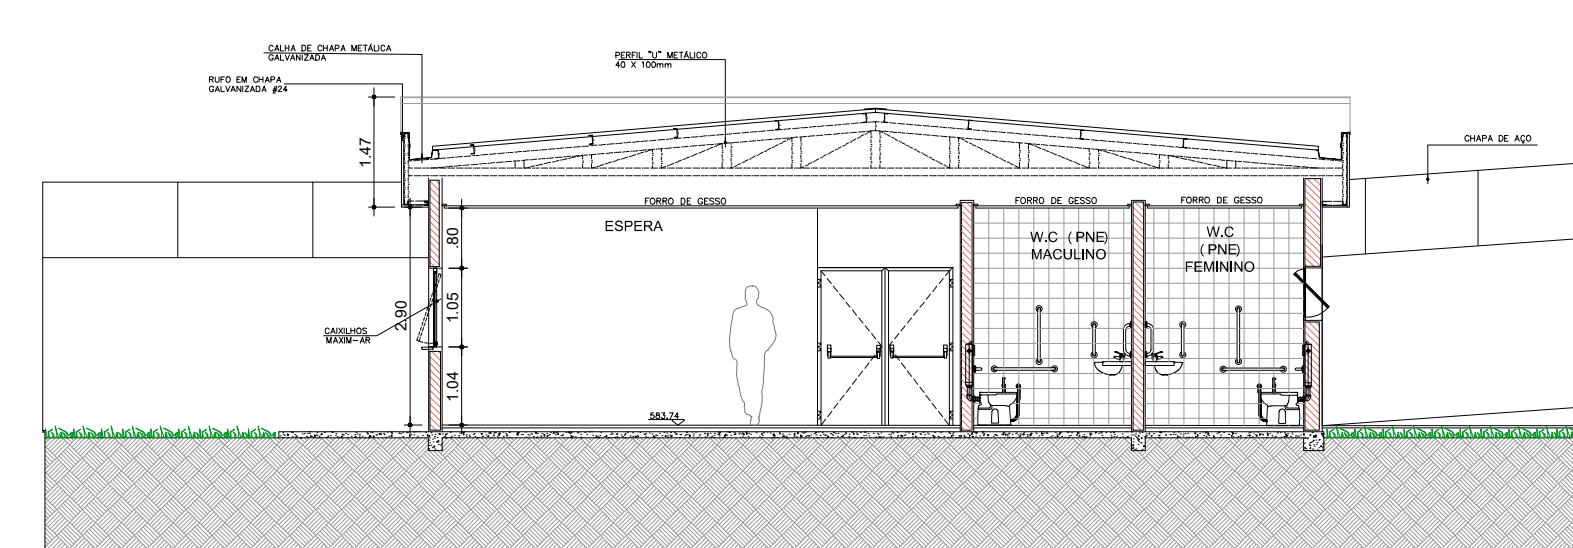 CALHA DE CHAPA METÁLICA
GALVANIZADA
PERFIL "U" METÁLICO
40 X 100mm
RUFO EM CHAPA
GALVANIZADA #24
CHAPA DE AÇO
1.47
FORRO DE GESSO
FORRO DE GESSO
FORRO DE GESSO
ESPERA
W.C (PNE)
MACULINO
W.C
(PNE)
FEMININO
.80
1.05
2.90
CAIXILHOS
MAXIM-AR
1.04
583.74